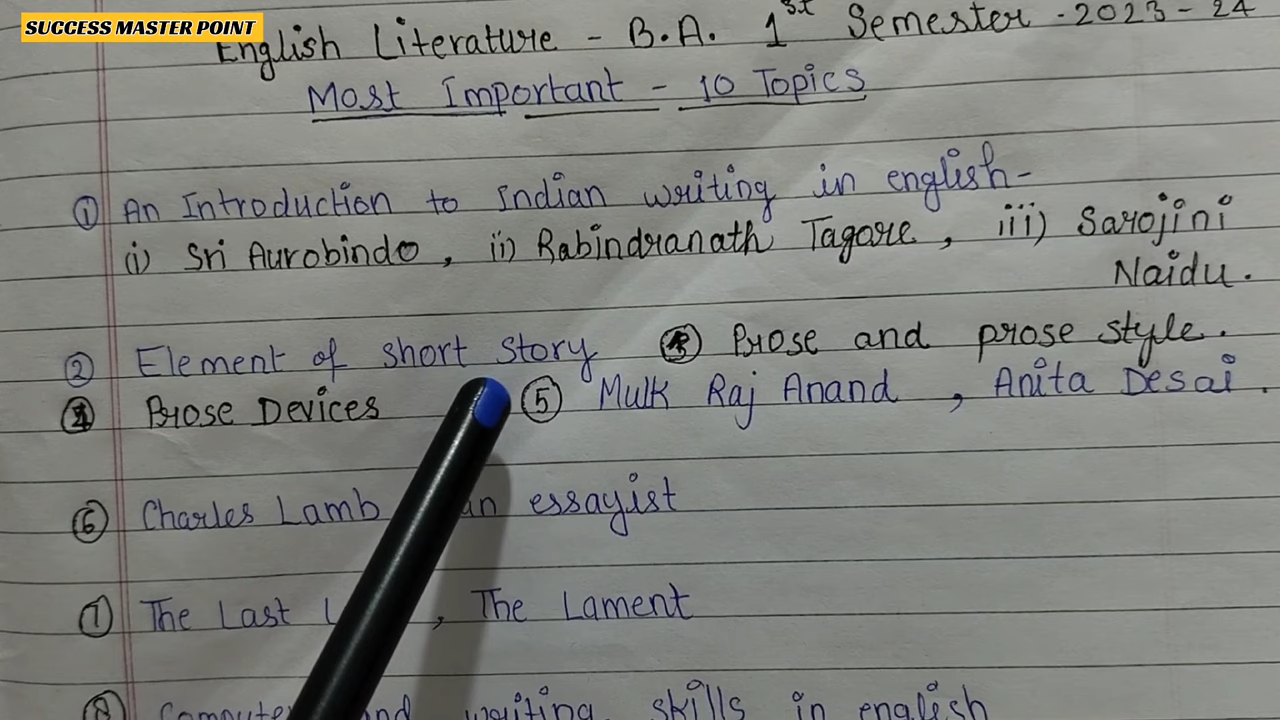 SUCCESS MASTER POINT
English Literature - B.A. 1st Semester - 2023-24
Most Important - 10 Topics
① An Introduction to Indian writing in english-
(i) Sri Aurobindo, ii) Rabindranath Tagore, iii) Sarojini
Naidu.
② Element of short story ③ Prose and prose style.
④ Prose Devices ⑤ Mulk Raj Anand, Anita Desai.
⑥ Charles Lamb an essayist
⑦ The Last , The Lament
⑧ and writing skills in english